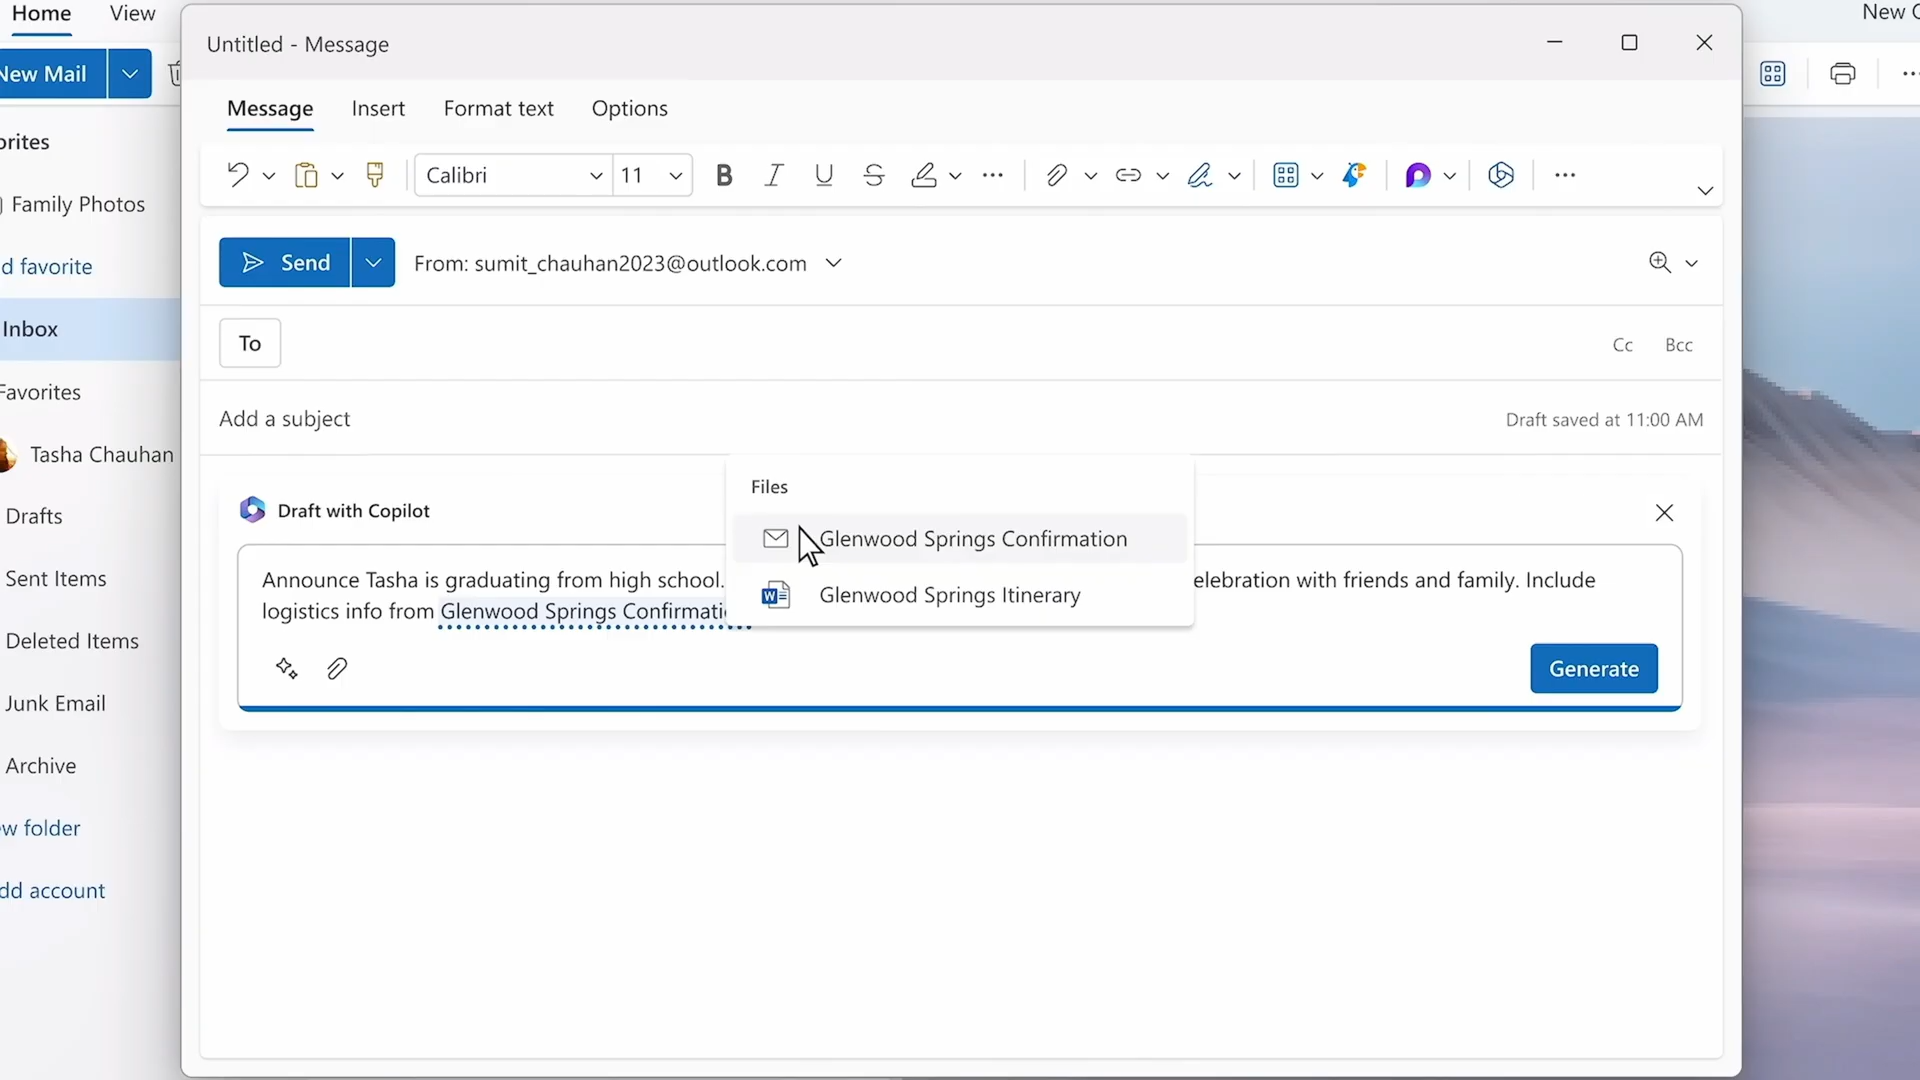 Home View
New C
New Mail
Untitled - Message
Message Insert Format text Options
Calibri 11
Send From: sumit_chauhan2023@outlook.com
To
Cc Bcc
Add a subject
Draft saved at 11:00 AM
orites
Family Photos
d favorite
Inbox
Favorites
Tasha Chauhan
Drafts
Sent Items
Deleted Items
Junk Email
Archive
ew folder
dd account
Draft with Copilot
Files
Glenwood Springs Confirmation
Glenwood Springs Itinerary
Announce Tasha is graduating from high school. elebration with friends and family. Include
logistics info from Glenwood Springs Confirmati
Generate